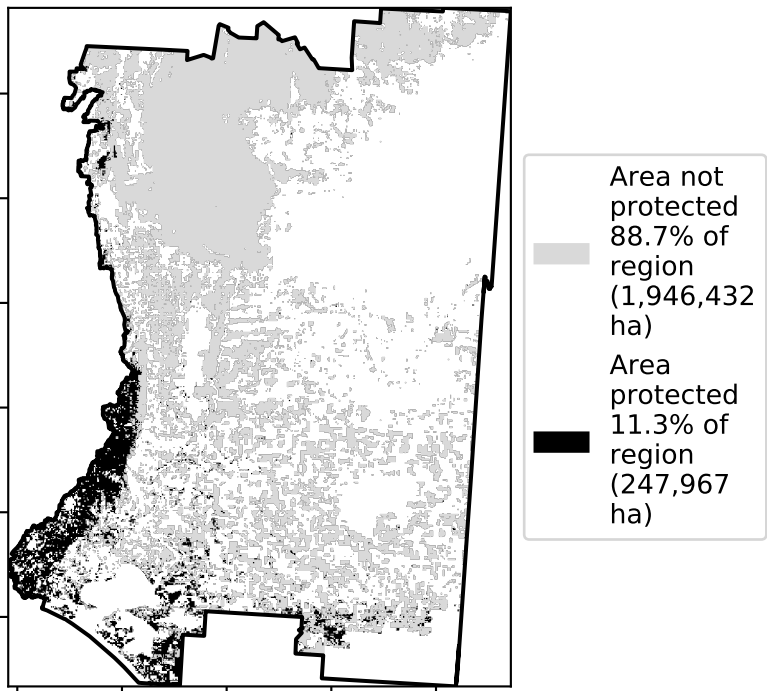 Area not
protected
88.7% of
region
(1,946,432
ha)
Area
protected
11.3% of
region
(247,967
ha)